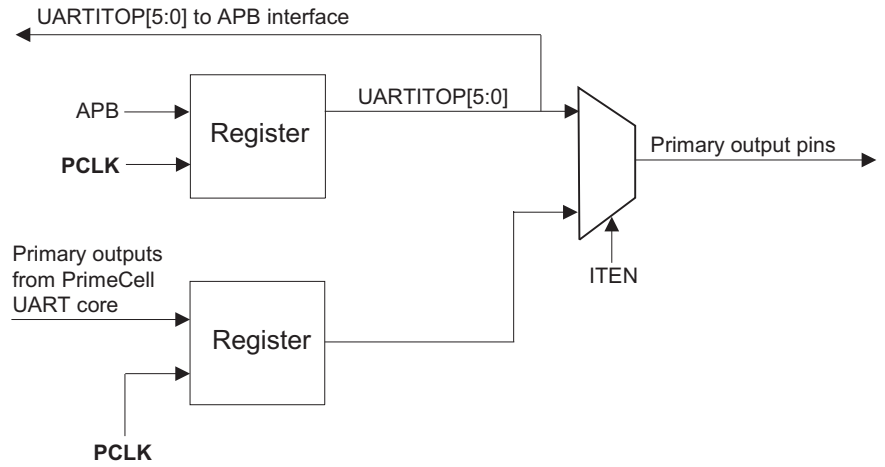 UARTITOP[5:0] to APB interface
UARTITOP[5:0]
APB
Register
PCLK
Primary output pins
Primary outputs
from PrimeCell
UART core
ITEN
Register
PCLK